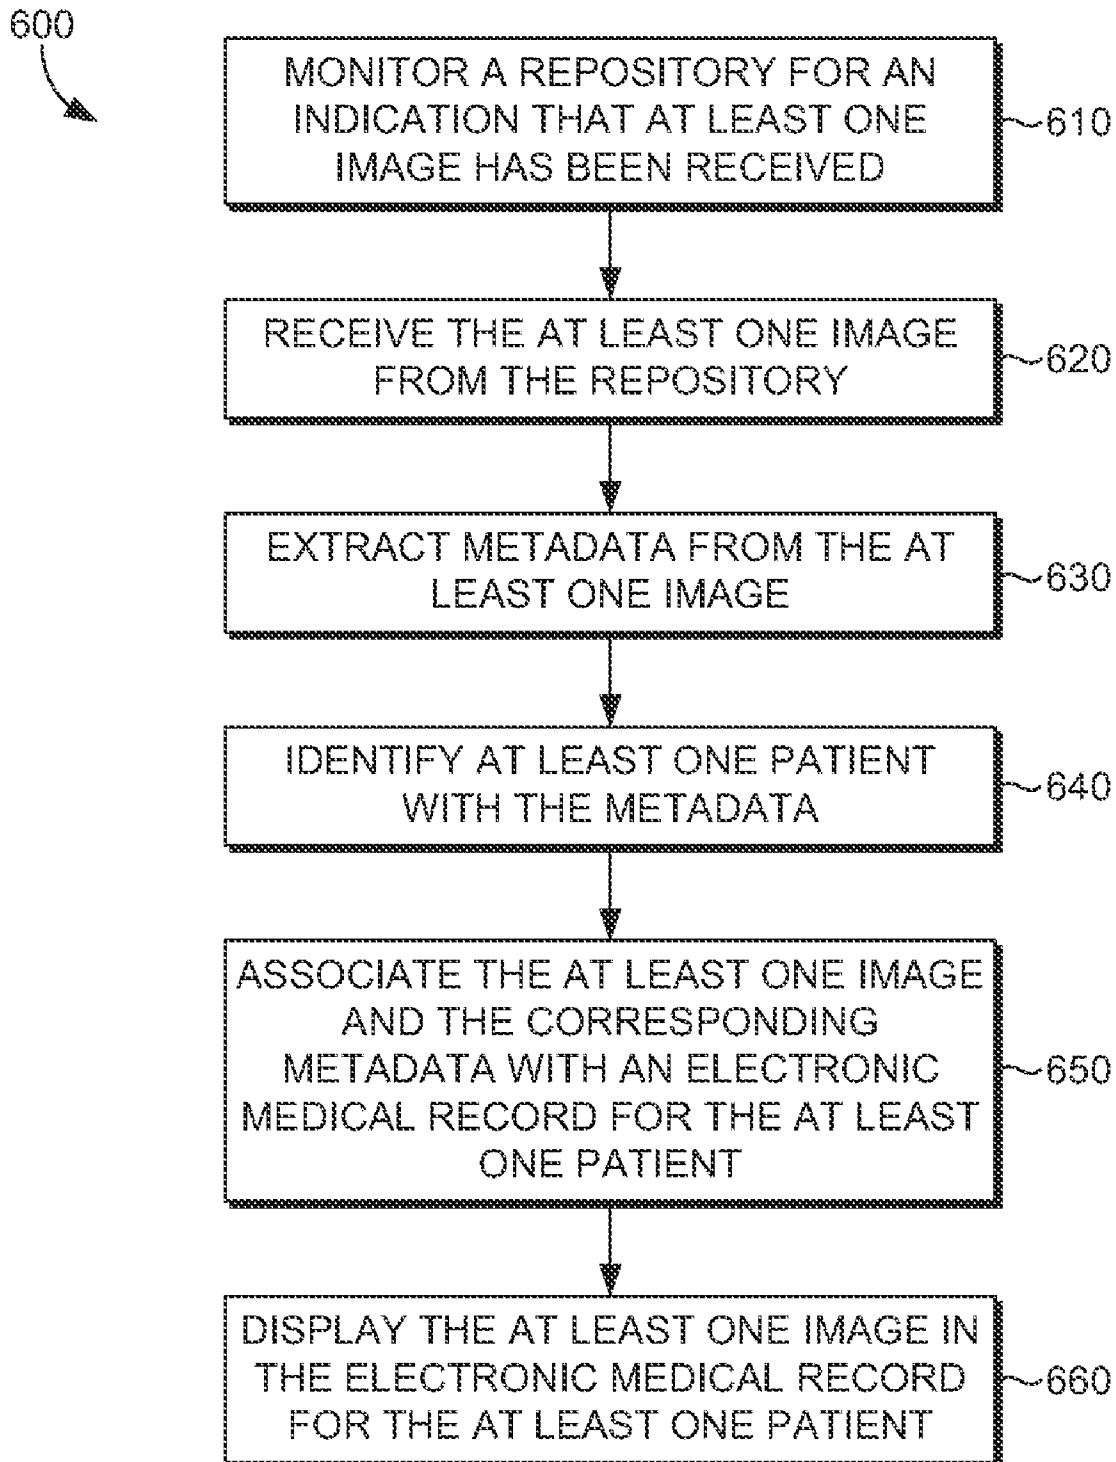 600
MONITOR A REPOSITORY FOR AN
INDICATION THAT AT LEAST ONE
IMAGE HAS BEEN RECEIVED
610
RECEIVE THE AT LEAST ONE IMAGE
FROM THE REPOSITORY
620
EXTRACT METADATA FROM THE AT
LEAST ONE IMAGE
630
IDENTIFY AT LEAST ONE PATIENT
WITH THE METADATA
640
ASSOCIATE THE AT LEAST ONE IMAGE
AND THE CORRESPONDING
METADATA WITH AN ELECTRONIC
MEDICAL RECORD FOR THE AT LEAST
ONE PATIENT
650
DISPLAY THE AT LEAST ONE IMAGE IN
THE ELECTRONIC MEDICAL RECORD
FOR THE AT LEAST ONE PATIENT
660